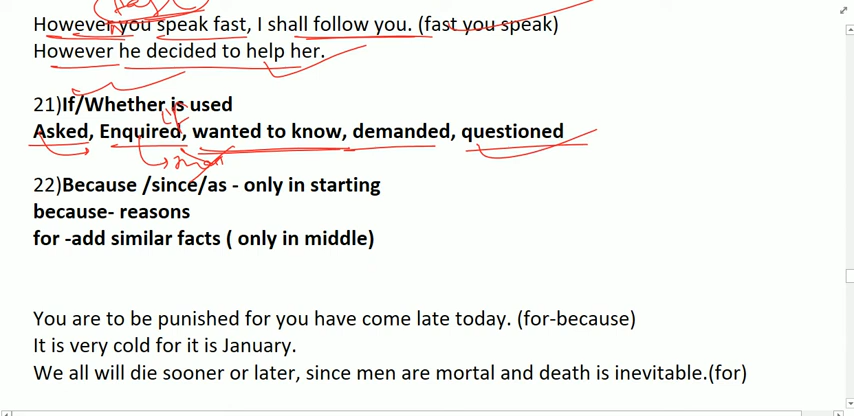 However you speak fast, I shall follow you. (fast you speak)
However he decided to help her.
21)If/Whether is used
if
Asked, Enquired, wanted to know, demanded, questioned
22)Because /since/as - only in starting
because- reasons
for -add similar facts ( only in middle)
You are to be punished for you have come late today. (for-because)
It is very cold for it is January.
We all will die sooner or later, since men are mortal and death is inevitable.(for)